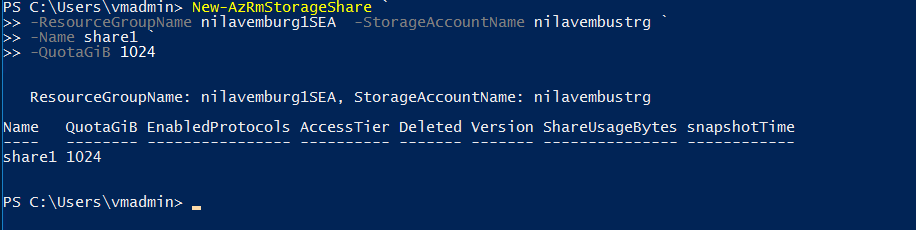 PS C:\Users\vmadmin> New-AzRmStorageShare `
>> -ResourceGroupName nilavemburg1SEA  -StorageAccountName nilavembustrg `
>> -Name share1 `
>> -QuotaGiB 1024
   ResourceGroupName: nilavemburg1SEA, StorageAccountName: nilavembustrg
Name   QuotaGiB EnabledProtocols AccessTier Deleted Version ShareUsageBytes snapshotTime
----   -------- ---------------- ---------- ------- ------- --------------- ------------
share1 1024
PS C:\Users\vmadmin>